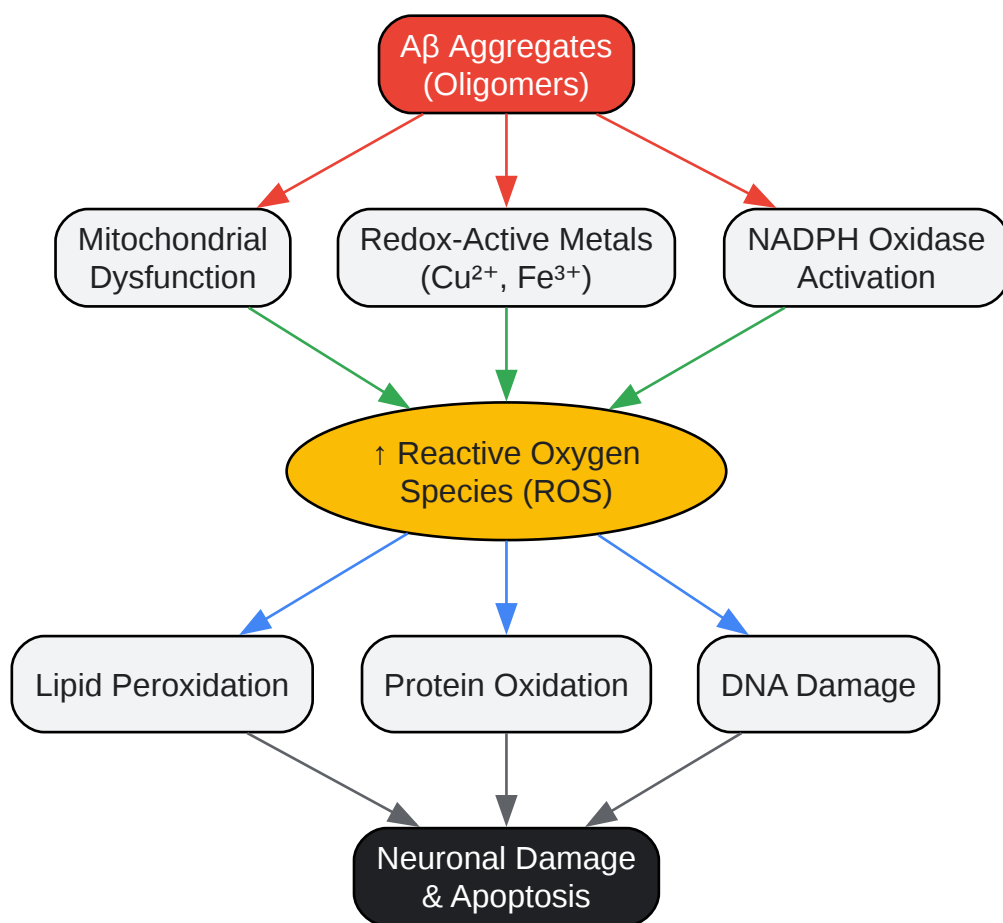 Aβ Aggregates
(Oligomers)
Mitochondrial
Dysfunction
Redox-Active Metals
(Cu²⁺, Fe³⁺)
NADPH Oxidase
Activation
↑ Reactive Oxygen
Species (ROS)
Lipid Peroxidation
Protein Oxidation
DNA Damage
Neuronal Damage
& Apoptosis